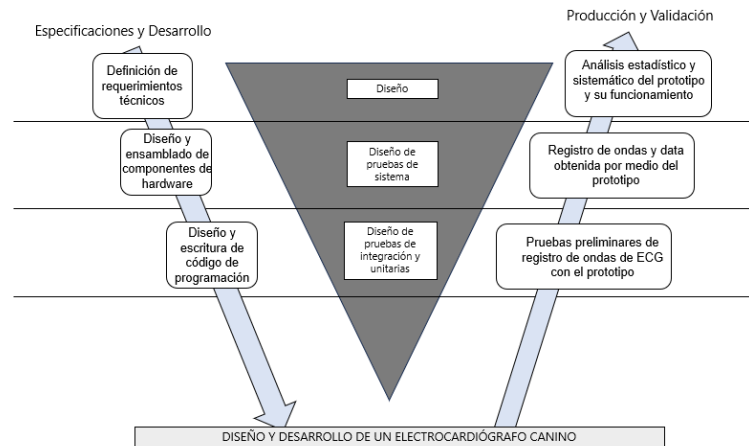 Especificaciones y Desarrollo
Producción y Validación
Definición de
requerimientos
técnicos
Diseño
Análisis estadístico y
sistemático del prototipo
y su funcionamiento
Diseño y
ensamblado de
componentes de
hardware
Diseño de
pruebas de
sistema
Registro de ondas y data
obtenida por medio del
prototipo
Diseño y
escritura de
código de
programación
Diseño de
pruebas de
integración y
unitarias
Pruebas preliminares de
registro de ondas de ECG
con el prototipo
DISEÑO Y DESARROLLO DE UN ELECTROCARDIÓGRAFO CANINO